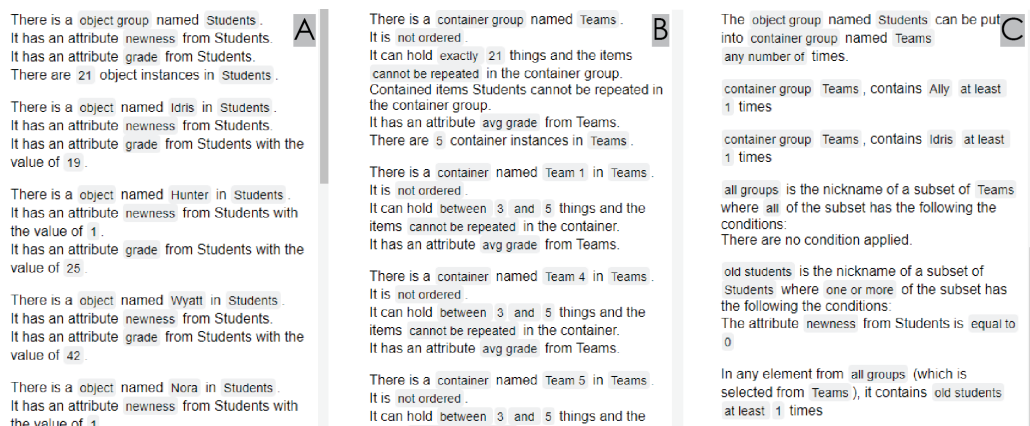 A
There is a object group named Students.
It has an attribute newness from Students.
It has an attribute grade from Students.
There are 21 object instances in Students.
There is a object named Idris in Students.
It has an attribute newness from Students.
It has an attribute grade from Students with the
value of 19.
There is a object named Hunter in Students.
It has an attribute newness from Students with
the value of 1.
It has an attribute grade from Students with the
value of 25.
There is a object named Wyatt in Students.
It has an attribute newness from Students.
It has an attribute grade from Students with the
value of 42.
There is a object named Nora in Students.
It has an attribute newness from Students with
the value of 1
B
There is a container group named Teams.
It is not ordered.
It can hold exactly 21 things and the items
cannot be repeated in the container group.
Contained items Students cannot be repeated in
the container group.
It has an attribute avg grade from Teams.
There are 5 container instances in Teams.
There is a container named Team 1 in Teams.
It is not ordered.
It can hold between 3 and 5 things and the
items cannot be repeated in the container.
It has an attribute avg grade from Teams.
There is a container named Team 4 in Teams.
It is not ordered.
It can hold between 3 and 5 things and the
items cannot be repeated in the container.
It has an attribute avg grade from Teams.
There is a container named Team 5 in Teams.
It is not ordered.
It can hold between 3 and 5 things and the
C
The object group named Students can be put
into container group named Teams
any number of times.
container group Teams, contains Ally at least
1 times
container group Teams, contains Idris at least
1 times
all groups is the nickname of a subset of Teams
where all of the subset has the following the
conditions:
There are no condition applied.
old students is the nickname of a subset of
Students where one or more of the subset has
the following the conditions:
The attribute newness from Students is equal to
0
In any element from all groups (which is
selected from Teams), it contains old students
at least 1 times